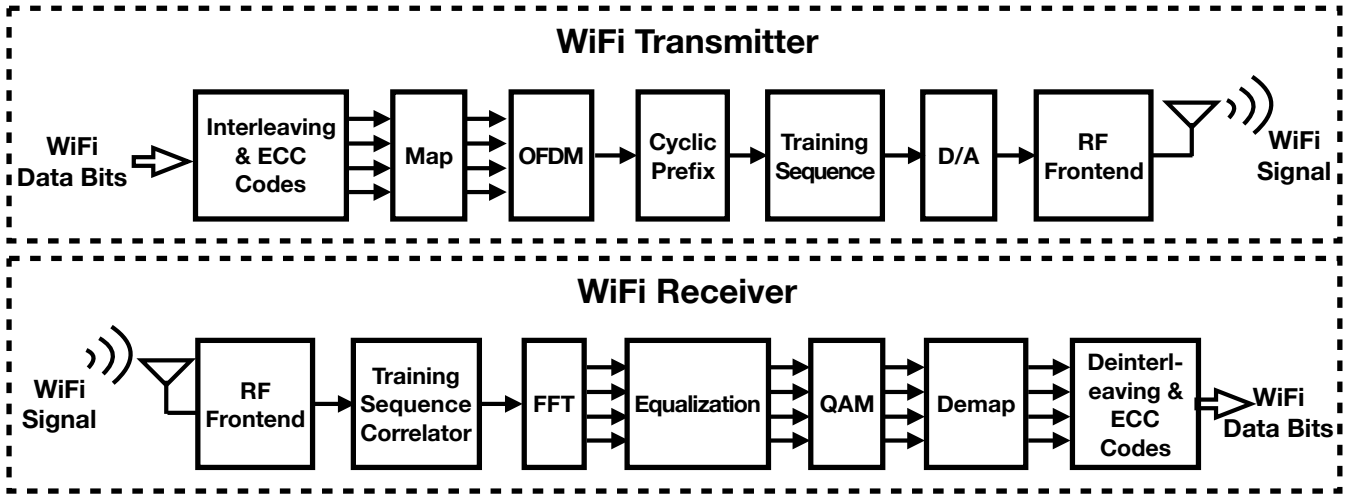 WiFi Transmitter
WiFi
Data Bits
Interleaving
& ECC
Codes
Map
OFDM
Cyclic
Prefix
Training
Sequence
D/A
RF
Frontend
WiFi
Signal
WiFi Receiver
WiFi
Signal
RF
Frontend
Training
Sequence
Correlator
FFT
Equalization
QAM
Demap
Deinterl-
eaving &
ECC
Codes
WiFi
Data Bits